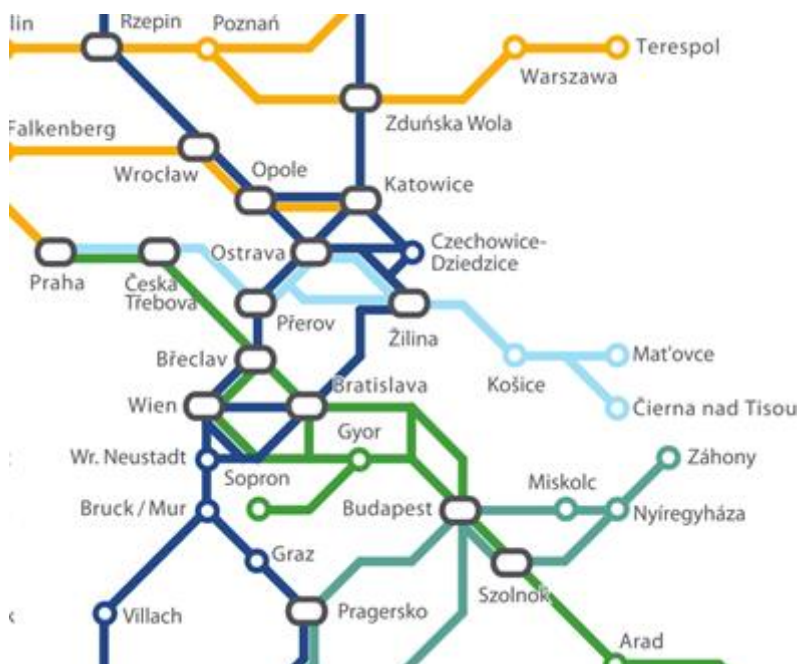 lin
Rzepin
Poznań
Terespol
Warszawa
Zduńska Wola
Falkenberg
Wrocław
Opole
Katowice
Ostrava
Czechowice-
Dziedzice
Praha
Česká
Třebova
Přerov
Žilina
Břeclav
Košice
Mat'ovce
Wien
Bratislava
Čierna nad Tisou
Gyor
Wr. Neustadt
Sopron
Záhony
Miskolc
Bruck / Mur
Budapest
Nyíregyháza
Graz
Szolnok
Villach
Pragersko
Arad